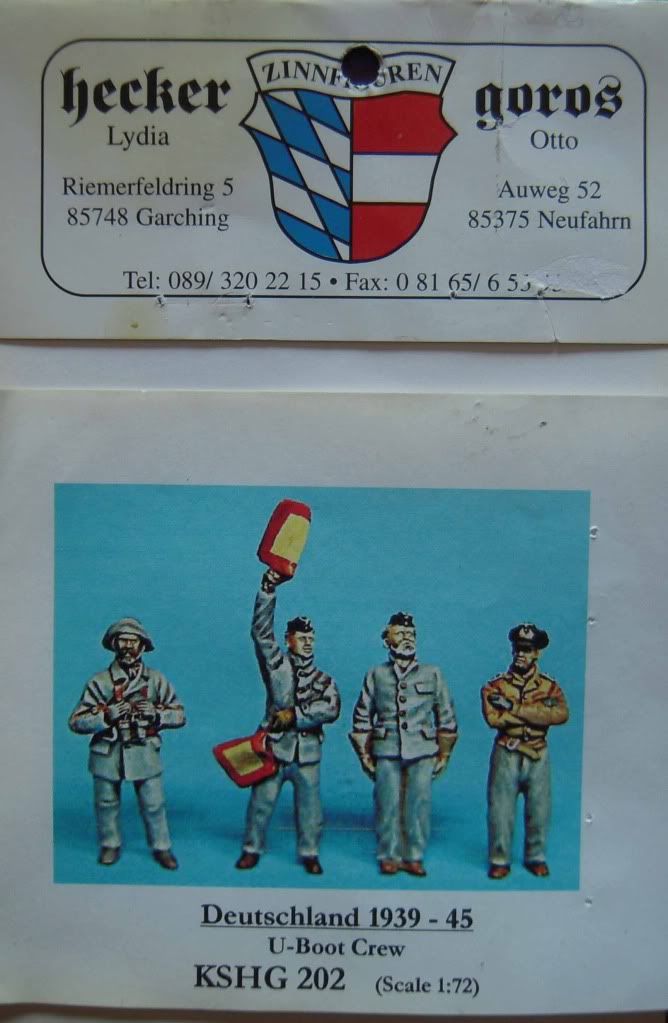 ZINNFIGUREN
hecker
goros
Lydia
Otto
Riemerfeldring 5
85748 Garching
Auweg 52
85375 Neufahrn
Tel: 089/ 320 22 15 • Fax: 0 81 65/ 6
Deutschland 1939 - 45
U-Boot Crew
KSHG 202 (Scale 1:72)